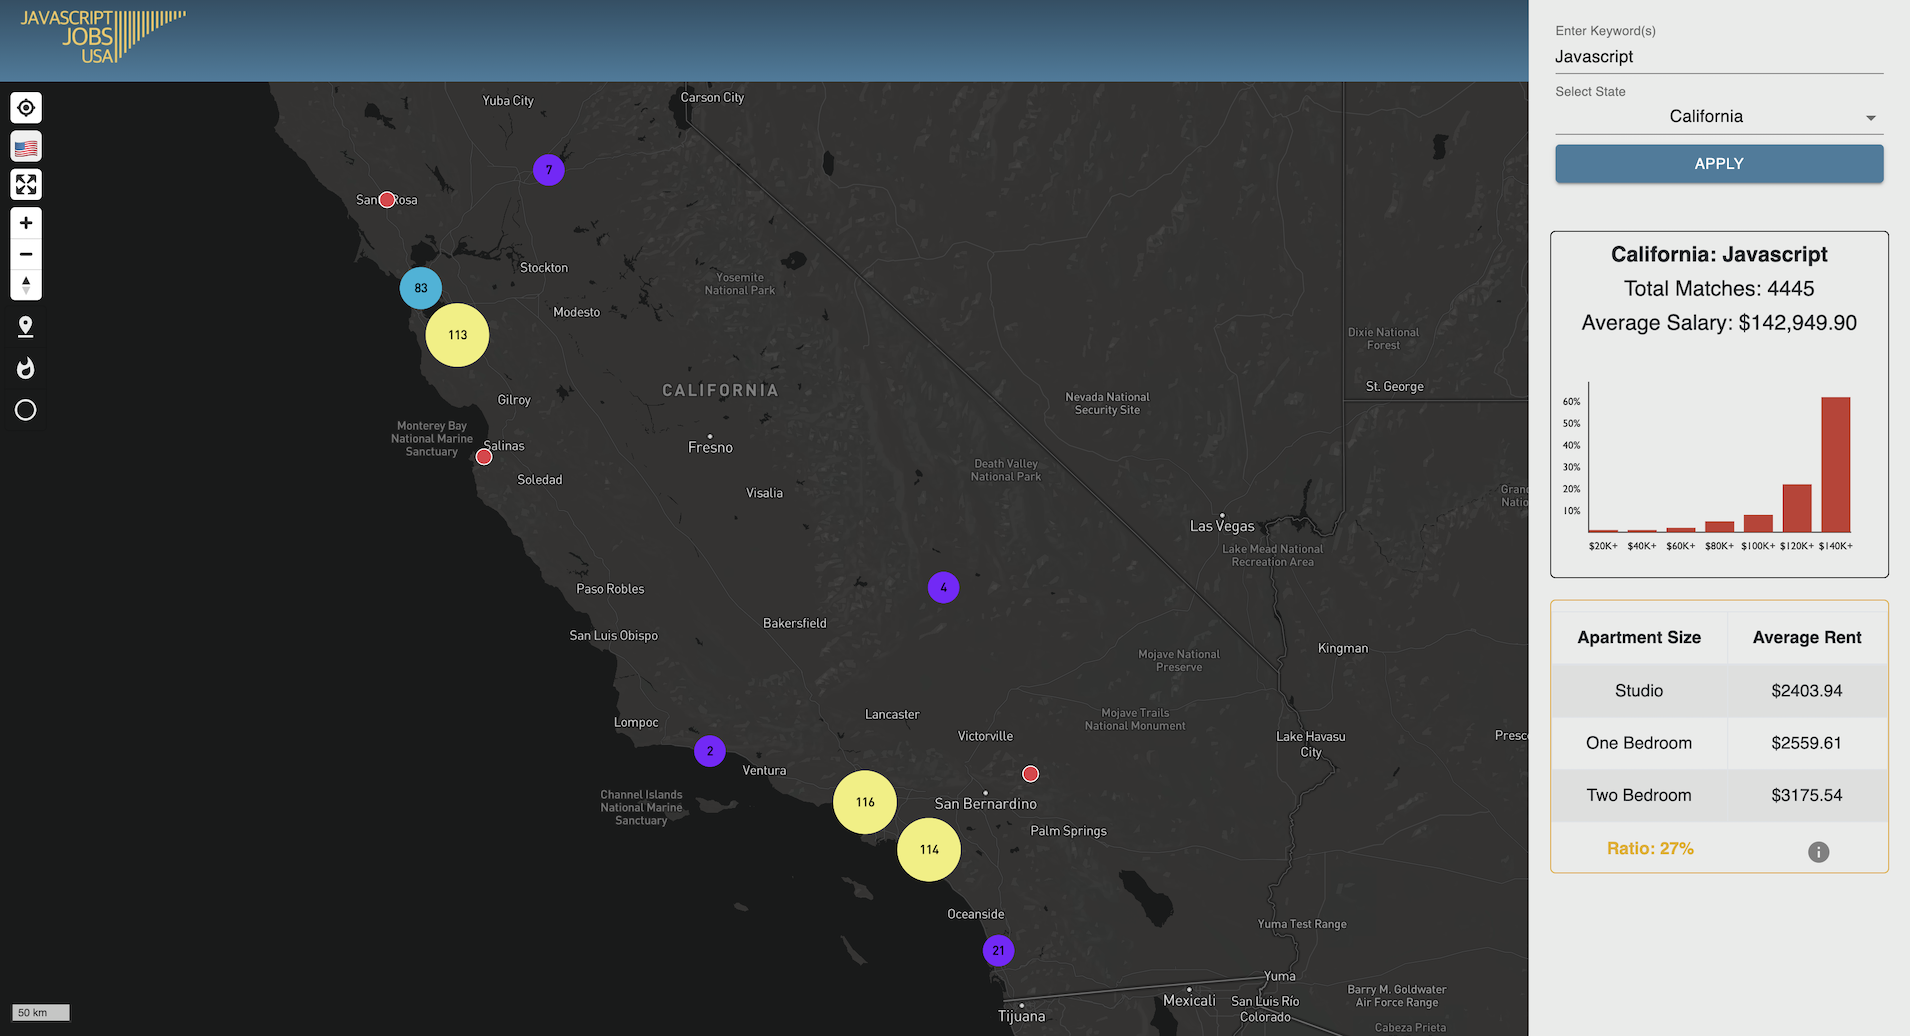 JAVASCRIPT
JOBS
USA
Enter Keyword(s)
Javascript
Select State
California
APPLY
California: Javascript
Total Matches: 4445
Average Salary: $142,949.90
60%
50%
40%
30%
20%
10%
$20K+ $40K+ $60K+ $80K+ $100K+ $120K+ $140K+
Apartment Size Average Rent
Studio $2403.94
One Bedroom $2559.61
Two Bedroom $3175.54
Ratio: 27%
i
Yuba City
Carson City
7
Santa Rosa
Stockton
83
Yosemite
National Park
Modesto
113
Dixie National
Forest
CALIFORNIA
St. George
Gilroy
Nevada National
Security Site
Monterey Bay
National Marine
Sanctuary
Salinas
Fresno
Soledad
Death Valley
National Park
Visalia
Las Vegas
Lake Mead National
Recreation Area
4
Paso Robles
San Luis Obispo
Bakersfield
Mojave National
Preserve
Kingman
Lompoc
Lancaster
Mojave Trails
National Monument
Victorville
Lake Havasu
City
Presc
2
Ventura
Channel Islands
National Marine
Sanctuary
116
San Bernardino
Palm Springs
114
Oceanside
Yuma Test Range
21
Yuma
Mexicali
San Luis Río
Colorado
Barry M. Goldwater
Air Force Range
Tijuana
Cabeza Prieta
50 km